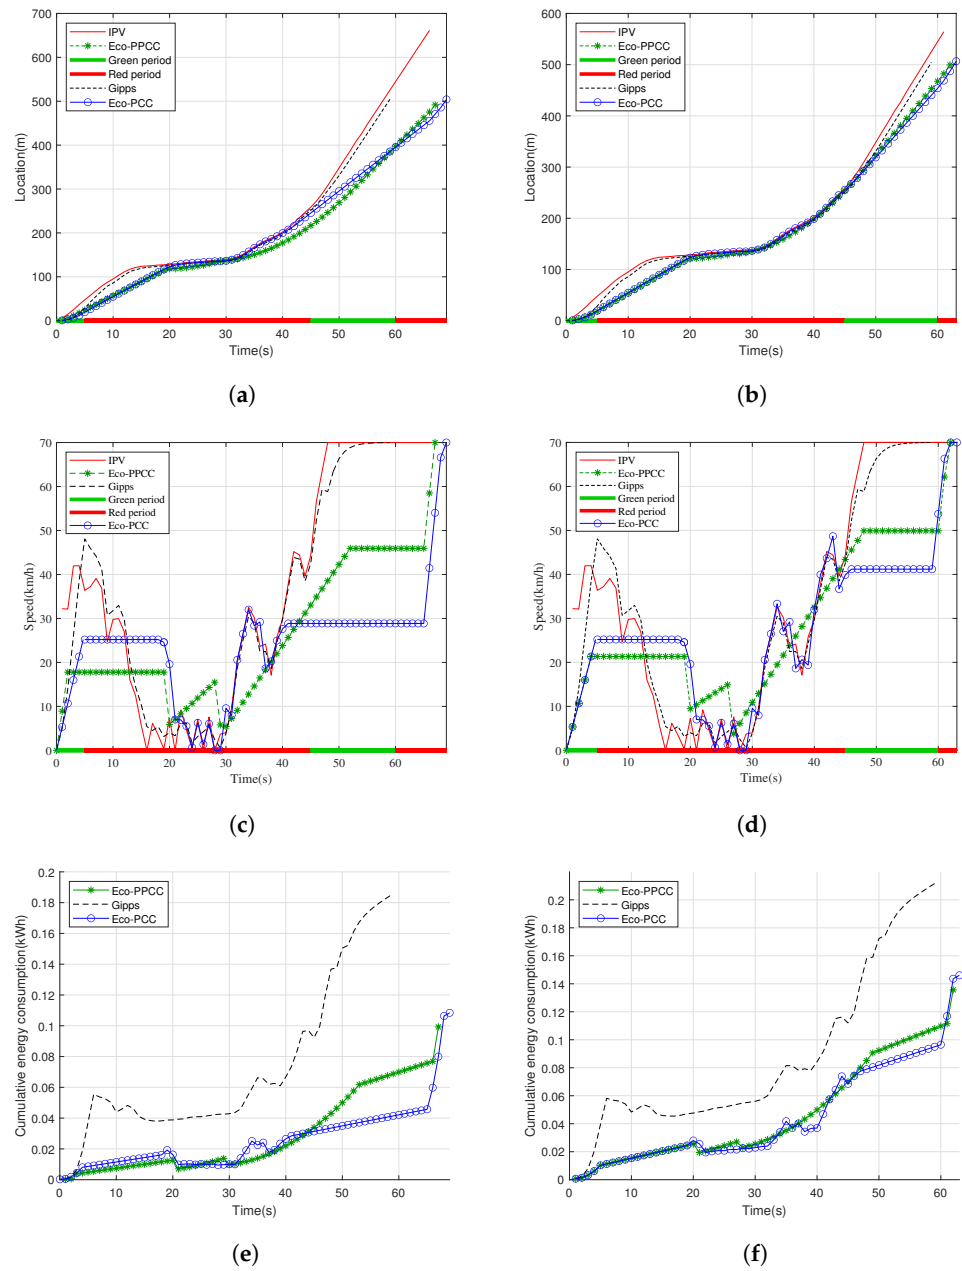 700
600
500
400
300
200
100
0
Location(m)
IPV
Eco-PPCC
Green period
Red period
Gipps
Eco-PCC
0 10 20 30 40 50 60
Time(s)
(a)
600
500
400
300
200
100
0
Location(m)
IPV
Eco-PPCC
Green period
Red period
Gipps
Eco-PCC
0 10 20 30 40 50 60
Time(s)
(b)
70
60
50
40
30
20
10
0
Speed(km/h)
IPV
Eco-PPCC
Gipps
Green period
Red period
Eco-PCC
0 10 20 30 40 50 60
Time(s)
(c)
70
60
50
40
30
20
10
0
Speed(km/h)
IPV
Eco-PPCC
Gipps
Green period
Red period
Eco-PCC
0 10 20 30 40 50 60
Time(s)
(d)
0.2
0.18
0.16
0.14
0.12
0.1
0.08
0.06
0.04
0.02
0
Cumulative energy consumption(kWh)
Eco-PPCC
Gipps
Eco-PCC
0 10 20 30 40 50 60
Time(s)
(e)
0.2
0.18
0.16
0.14
0.12
0.1
0.08
0.06
0.04
0.02
0
Cumulative energy consumption(kWh)
Eco-PPCC
Gipps
Eco-PCC
0 10 20 30 40 50 60
Time(s)
(f)